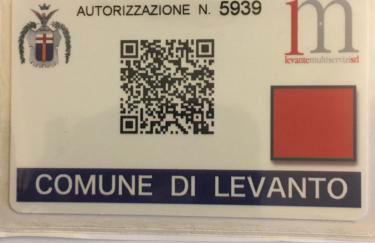 AUTORIZZAZIONE N. 5939
m
levantemultiservizisrl
COMUNE DI LEVANTO